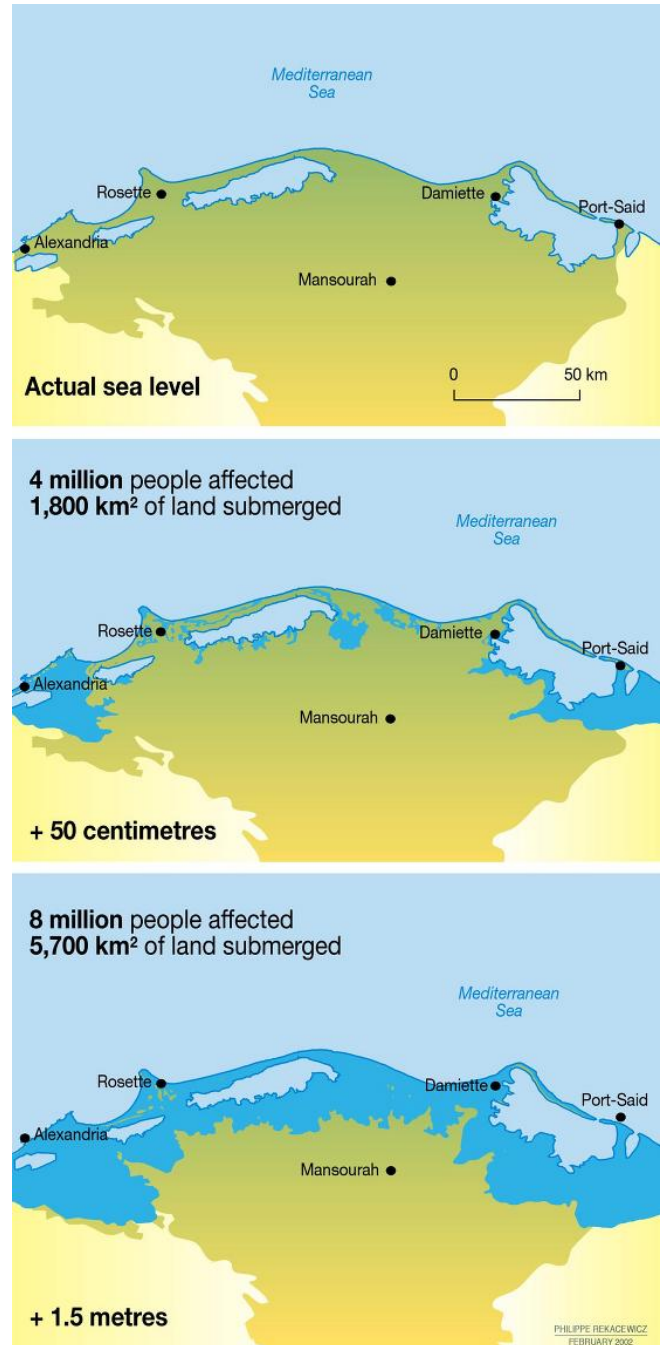 Mediterranean
Sea
Rosette
Damiette
Port-Said
Alexandria
Mansourah
Actual sea level
0 50 km
4 million people affected
1,800 km² of land submerged
Mediterranean
Sea
Rosette
Damiette
Port-Said
Alexandria
Mansourah
+ 50 centimetres
8 million people affected
5,700 km² of land submerged
Mediterranean
Sea
Rosette
Damiette
Port-Said
Alexandria
Mansourah
+ 1.5 metres
PHILIPPE REKACEWICZ
FEBRUARY 2002